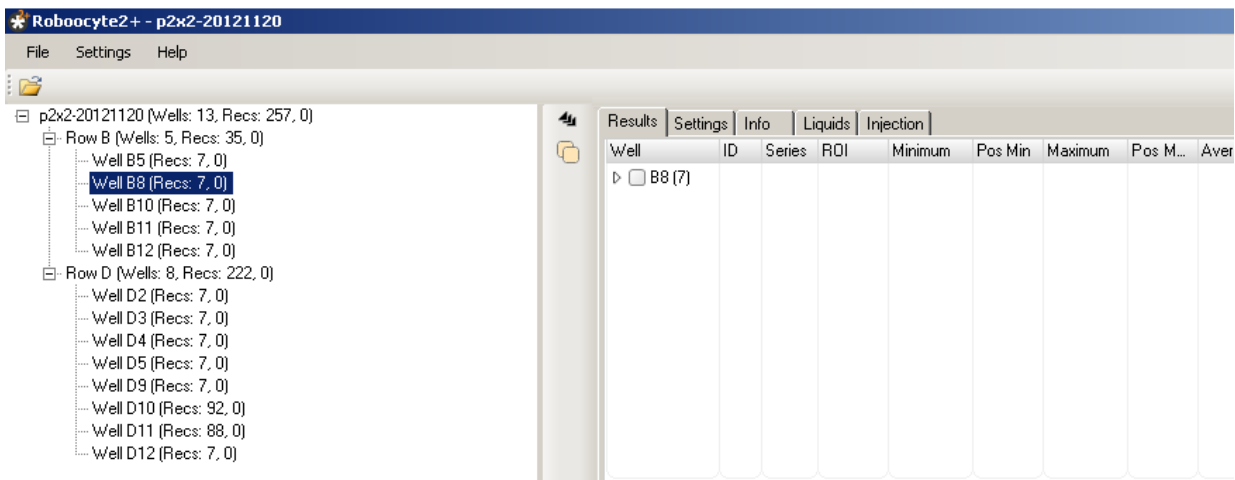 Roboocyte2+ - p2x2-20121120
File Settings Help
p2x2-20121120 (Wells: 13, Recs: 257, 0)
Row B (Wells: 5, Recs: 35, 0)
Well B5 (Recs: 7, 0)
Well B8 (Recs: 7, 0)
Well B10 (Recs: 7, 0)
Well B11 (Recs: 7, 0)
Well B12 (Recs: 7, 0)
Row D (Wells: 8, Recs: 222, 0)
Well D2 (Recs: 7, 0)
Well D3 (Recs: 7, 0)
Well D4 (Recs: 7, 0)
Well D5 (Recs: 7, 0)
Well D9 (Recs: 7, 0)
Well D10 (Recs: 92, 0)
Well D11 (Recs: 88, 0)
Well D12 (Recs: 7, 0)
Results Settings Info Liquids Injection
Well ID Series ROI Minimum Pos Min Maximum Pos M... Aver
B8 (7)